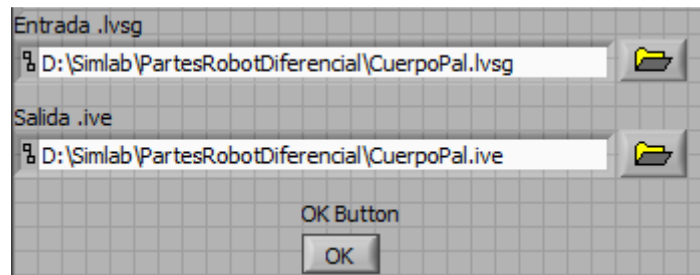 Entrada .lvsg
D:\Simlab\PartesRobotDiferencial\CuerpoPal.lvsg
Salida .ive
D:\Simlab\PartesRobotDiferencial\CuerpoPal.ive
OK Button
OK